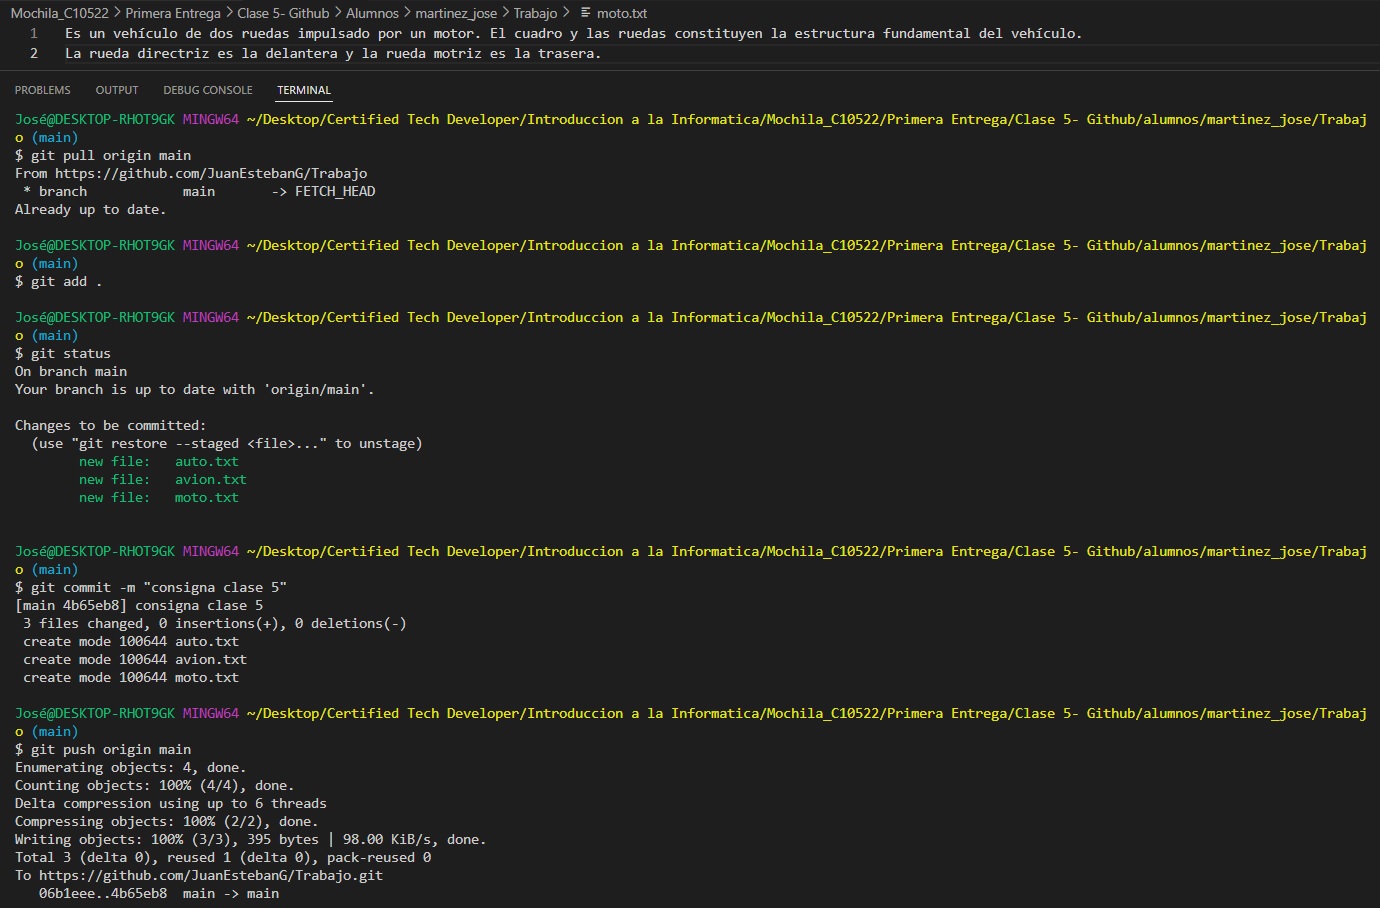 Mochila_C10522 > Primera Entrega > Clase 5- Github > Alumnos > martinez_jose > Trabajo > moto.txt
1 Es un vehículo de dos ruedas impulsado por un motor. El cuadro y las ruedas constituyen la estructura fundamental del vehículo.
2 La rueda directriz es la delantera y la rueda motriz es la trasera.
PROBLEMS OUTPUT DEBUG CONSOLE TERMINAL
José@DESKTOP-RHOT9GK MINGW64 ~/Desktop/Certified Tech Developer/Introduccion a la Informatica/Mochila_C10522/Primera Entrega/Clase 5- Github/alumnos/martinez_jose/Trabaj
o (main)
$ git pull origin main
From https://github.com/JuanEstebanG/Trabajo
 * branch            main       -> FETCH_HEAD
Already up to date.
José@DESKTOP-RHOT9GK MINGW64 ~/Desktop/Certified Tech Developer/Introduccion a la Informatica/Mochila_C10522/Primera Entrega/Clase 5- Github/alumnos/martinez_jose/Trabaj
o (main)
$ git add .
José@DESKTOP-RHOT9GK MINGW64 ~/Desktop/Certified Tech Developer/Introduccion a la Informatica/Mochila_C10522/Primera Entrega/Clase 5- Github/alumnos/martinez_jose/Trabaj
o (main)
$ git status
On branch main
Your branch is up to date with 'origin/main'.
Changes to be committed:
  (use "git restore --staged <file>..." to unstage)
        new file:   auto.txt
        new file:   avion.txt
        new file:   moto.txt
José@DESKTOP-RHOT9GK MINGW64 ~/Desktop/Certified Tech Developer/Introduccion a la Informatica/Mochila_C10522/Primera Entrega/Clase 5- Github/alumnos/martinez_jose/Trabaj
o (main)
$ git commit -m "consigna clase 5"
[main 4b65eb8] consigna clase 5
 3 files changed, 0 insertions(+), 0 deletions(-)
 create mode 100644 auto.txt
 create mode 100644 avion.txt
 create mode 100644 moto.txt
José@DESKTOP-RHOT9GK MINGW64 ~/Desktop/Certified Tech Developer/Introduccion a la Informatica/Mochila_C10522/Primera Entrega/Clase 5- Github/alumnos/martinez_jose/Trabaj
o (main)
$ git push origin main
Enumerating objects: 4, done.
Counting objects: 100% (4/4), done.
Delta compression using up to 6 threads
Compressing objects: 100% (2/2), done.
Writing objects: 100% (3/3), 395 bytes | 98.00 KiB/s, done.
Total 3 (delta 0), reused 1 (delta 0), pack-reused 0
To https://github.com/JuanEstebanG/Trabajo.git
   06b1eee..4b65eb8  main -> main